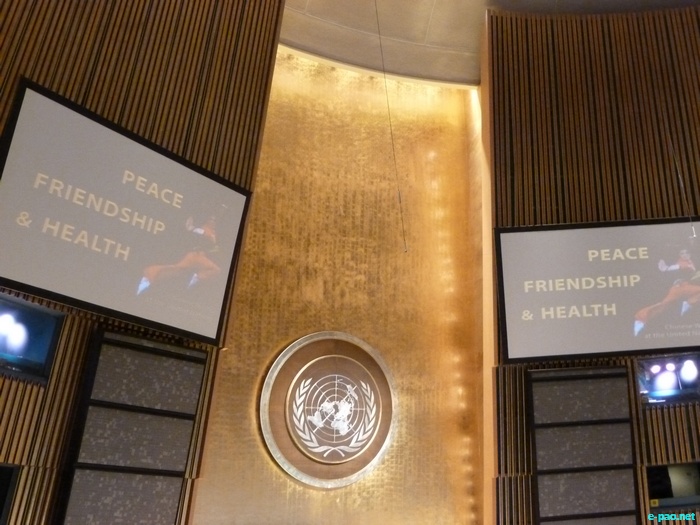 PEACE
FRIENDSHIP
& HEALTH
PEACE
FRIENDSHIP
& HEALTH
e-pao.net